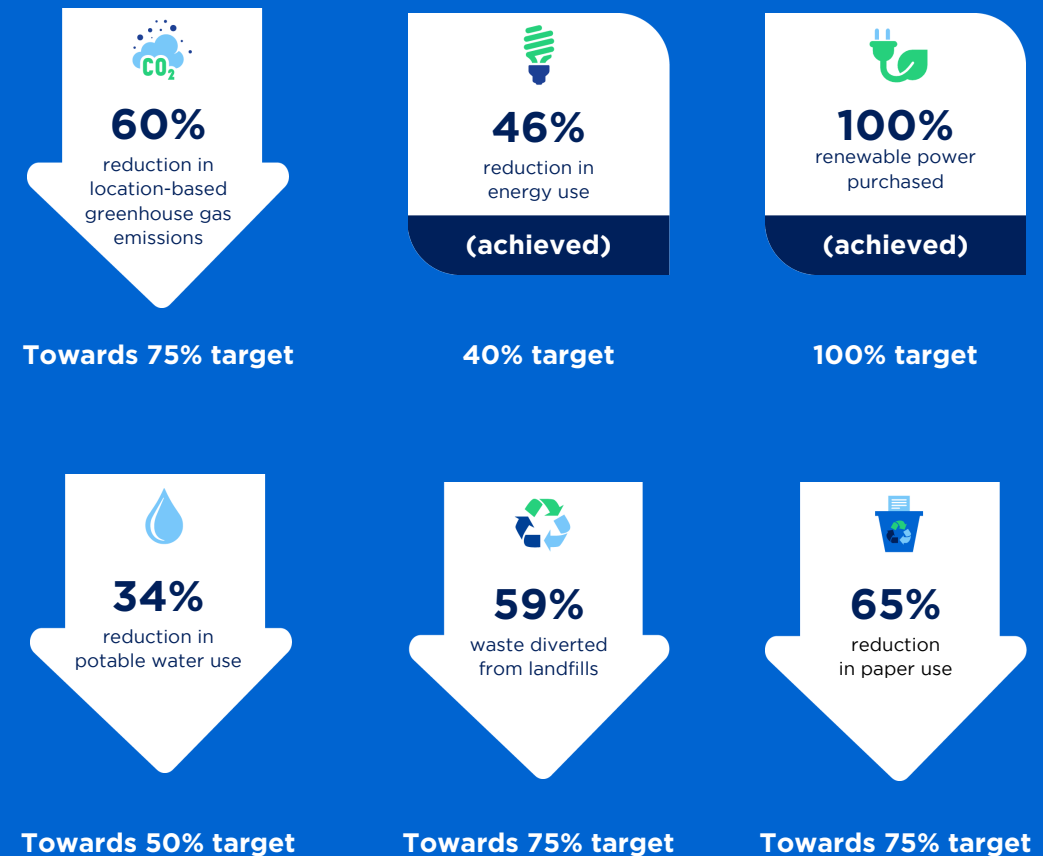 CO2
60%
reduction in
location-based
greenhouse gas
emissions
Towards 75% target
46%
reduction in
energy use
(achieved)
40% target
100%
renewable power
purchased
(achieved)
100% target
34%
reduction in
potable water use
Towards 50% target
59%
waste diverted
from landfills
Towards 75% target
65%
reduction
in paper use
Towards 75% target